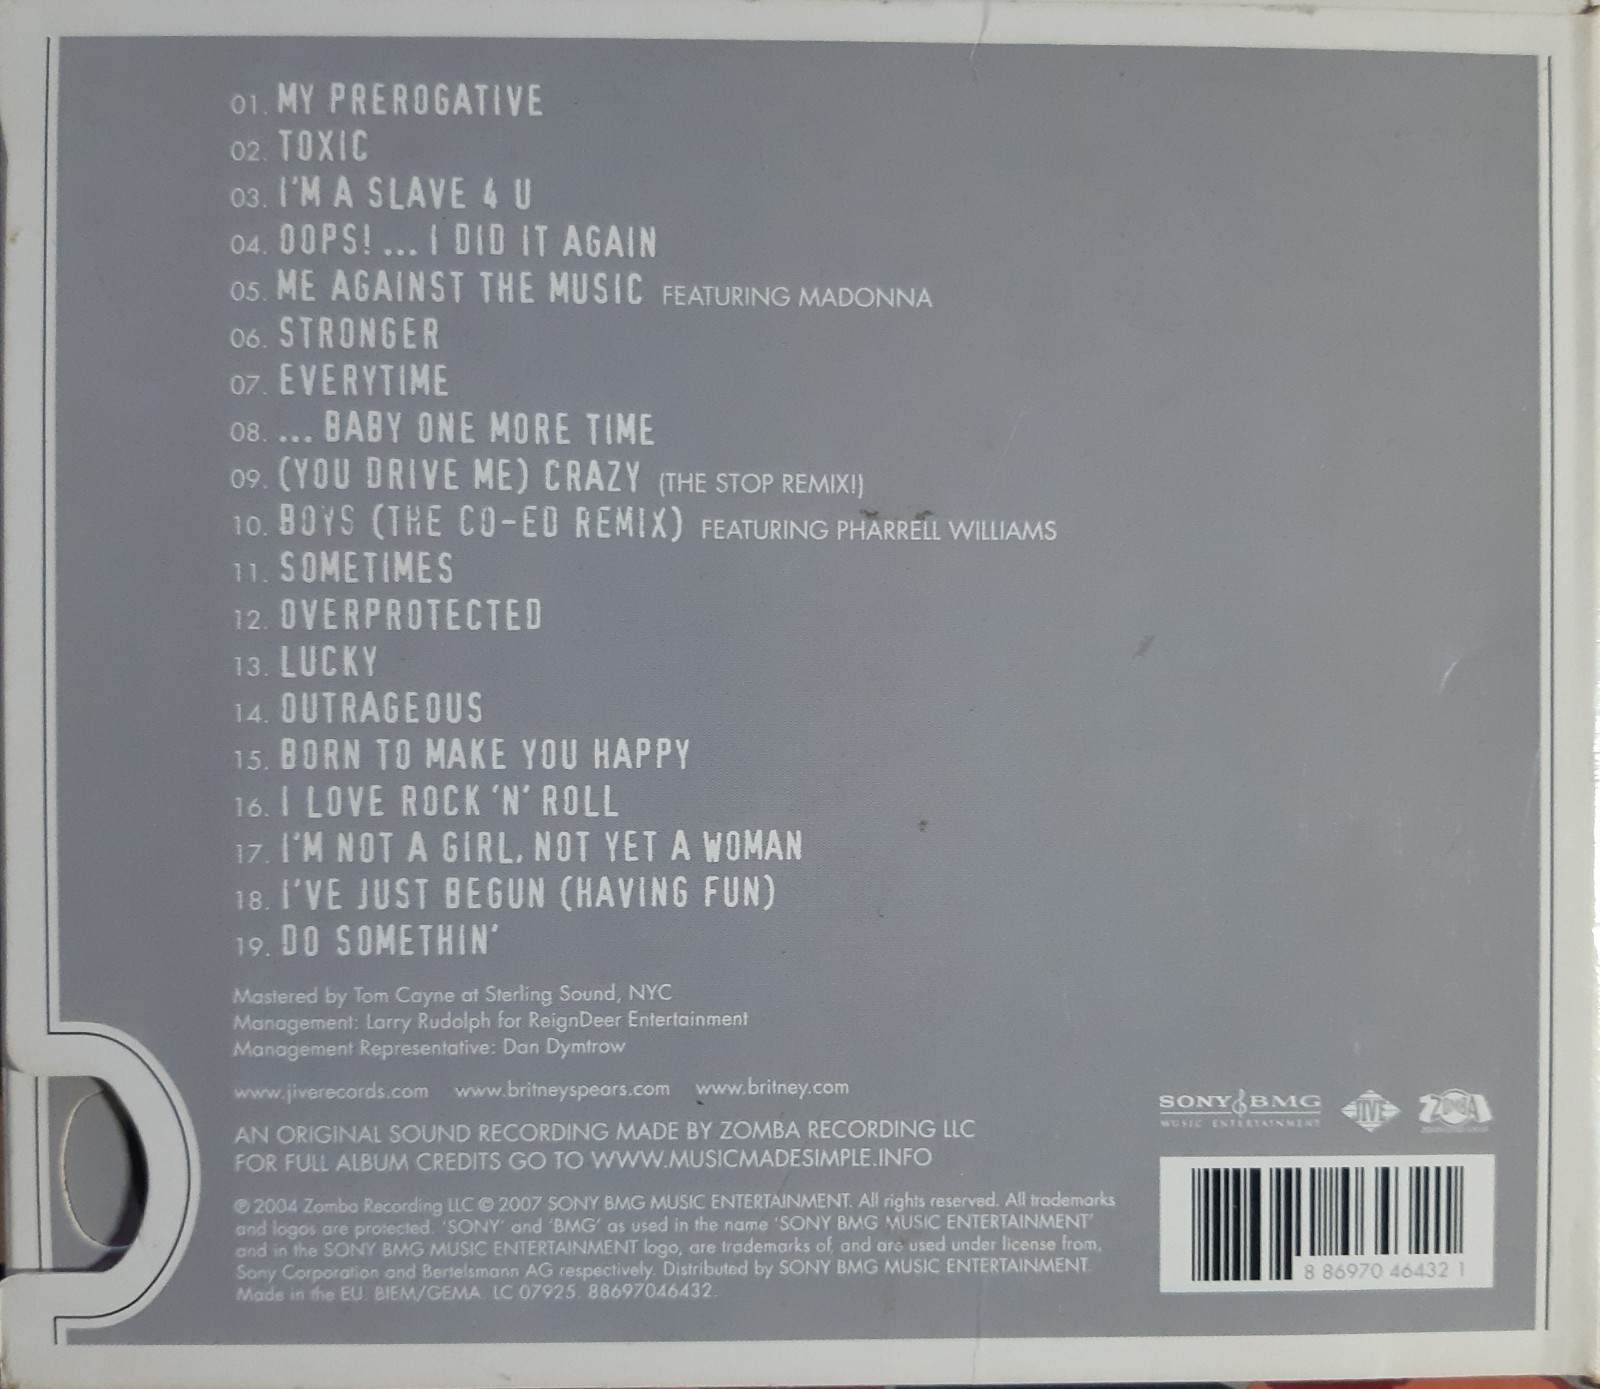 01. MY PREROGATIVE
02. TOXIC
03. I'M A SLAVE 4 U
04. OOPS! ... I DID IT AGAIN
05. ME AGAINST THE MUSIC FEATURING MADONNA
06. STRONGER
07. EVERYTIME
08. ... BABY ONE MORE TIME
09. (YOU DRIVE ME) CRAZY (THE STOP REMIX!)
10. BOYS (THE CO-ED REMIX) FEATURING PHARRELL WILLIAMS
11. SOMETIMES
12. OVERPROTECTED
13. LUCKY
14. OUTRAGEOUS
15. BORN TO MAKE YOU HAPPY
16. I LOVE ROCK 'N' ROLL
17. I'M NOT A GIRL, NOT YET A WOMAN
18. I'VE JUST BEGUN (HAVING FUN)
19. DO SOMETHIN'
Mastered by Tom Cayne at Sterling Sound, NYC
Management: Larry Rudolph for ReignDeer Entertainment
Management Representative: Dan Dymtrow
www.jiverecords.com www.britneyspears.com www.britney.com
AN ORIGINAL SOUND RECORDING MADE BY ZOMBA RECORDING LLC
FOR FULL ALBUM CREDITS GO TO WWW.MUSICMADESIMPLE.INFO
℗ 2004 Zomba Recording LLC © 2007 SONY BMG MUSIC ENTERTAINMENT. All rights reserved. All trademarks
and logos are protected. 'SONY' and 'BMG' as used in the name 'SONY BMG MUSIC ENTERTAINMENT'
and in the SONY BMG MUSIC ENTERTAINMENT logo, are trademarks of, and are used under license from,
Sony Corporation and Bertelsmann AG respectively. Distributed by SONY BMG MUSIC ENTERTAINMENT.
Made in the EU. BIEM/GEMA. LC 07925. 88697046432.
SONY BMG JIVE ZOMBA
MUSIC ENTERTAINMENT
8 86970 46432 1